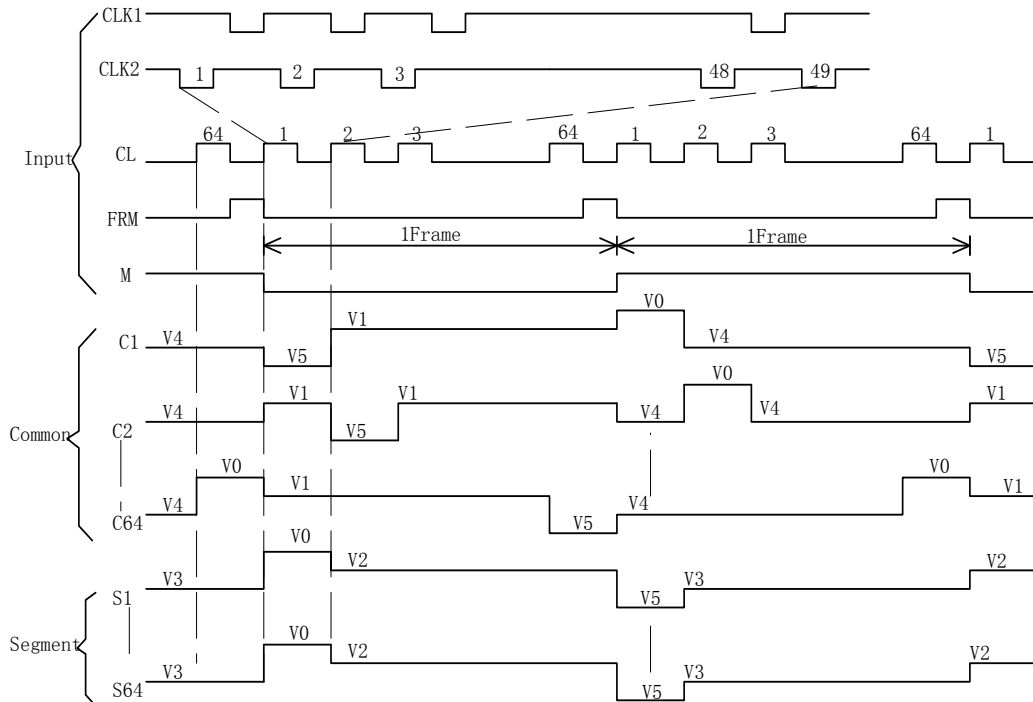 CLK1
CLK2 1 2 3 48 49
64 1 2 3 64 1 2 3 64 1
Input CL
FRM
1Frame 1Frame
M
V0
V4 V1 V4
C1 V5 V5
V0
V1 V1 V1
V4 V4 V4
C2 V5
Common
V0 V0
V1 V1
V4 V4
C64 V5
V0
V2 V2
V3 V3
S1 V5
Segment
V0
V2 V2
V3 V3
S64 V5